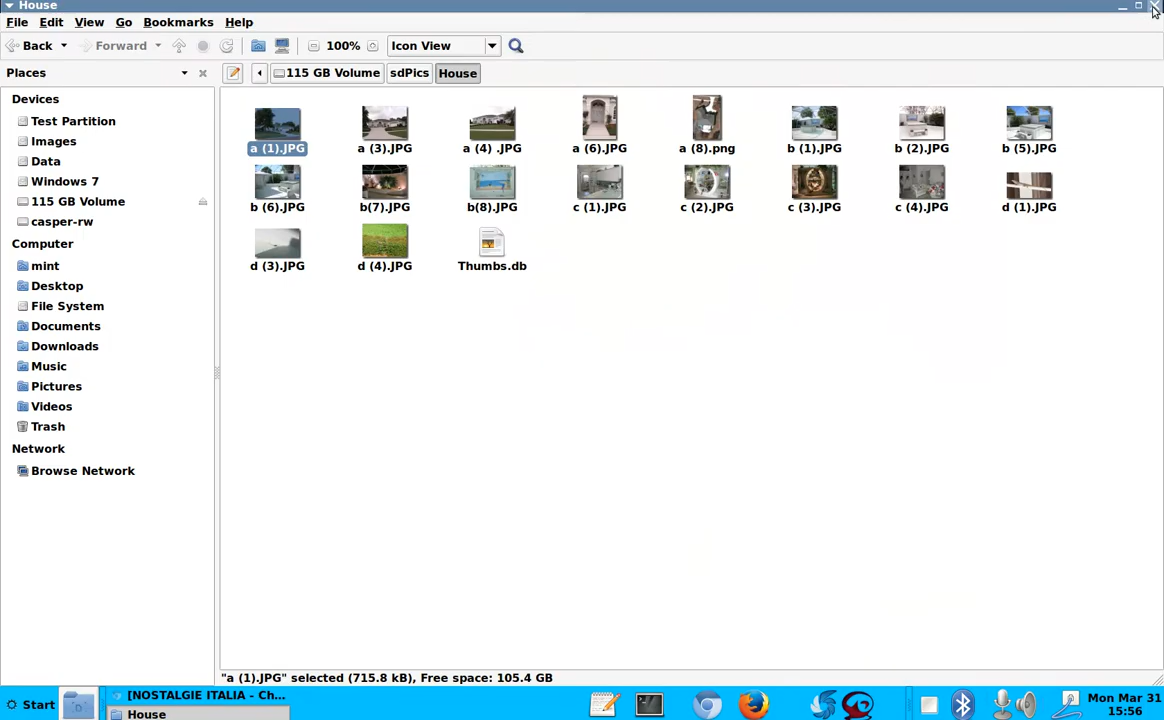 House
File Edit View Go Bookmarks Help
Back Forward 100% Icon View
Places 115 GB Volume sdPics House
Devices
Test Partition
Images
Data
Windows 7
115 GB Volume
casper-rw
Computer
mint
Desktop
File System
Documents
Downloads
Music
Pictures
Videos
Trash
Network
Browse Network
a (1).JPG a (3).JPG a (4) .JPG a (6).JPG a (8).png b (1).JPG b (2).JPG b (5).JPG
b (6).JPG b(7).JPG b(8).JPG c (1).JPG c (2).JPG c (3).JPG c (4).JPG d (1).JPG
d (3).JPG d (4).JPG Thumbs.db
"a (1).JPG" selected (715.8 kB), Free space: 105.4 GB
Start [NOSTALGIE ITALIA - Ch... Mon Mar 31
House 15:56